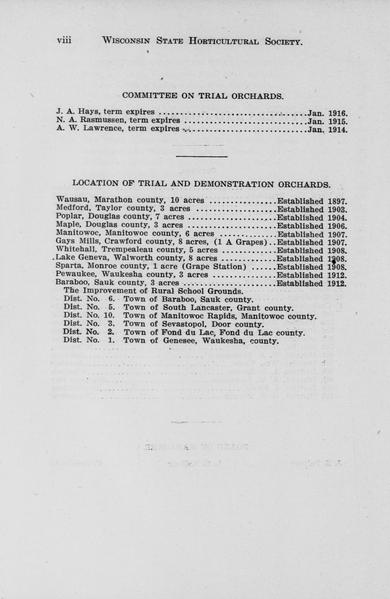 viii Wisconsin State Horticultural Society.
COMMITTEE ON TRIAL ORCHARDS.
J. A. Hays, term expires ................................Jan. 1916.
N. A. Rasmussen, term expires ..........................Jan. 1915.
A. W. Lawrence, term expires ...........................Jan. 1914.
LOCATION OF TRIAL AND DEMONSTRATION ORCHARDS.
Wausau, Marathon county, 10 acres ................Established 1897.
Medford, Taylor county, 3 acres ...................Established 1903.
Poplar, Douglas county, 7 acres ....................Established 1904.
Maple, Douglas county, 3 acres .....................Established 1906.
Manitowoc, Manitowoc county, 6 acres ..............Established 1907.
Gays Mills, Crawford county, 8 acres, (1 A Grapes)..Established 1907.
Whitehall, Trempealeau county, 5 acres .............Established 1908.
Lake Geneva, Walworth county, 8 acres .............Established 1908.
Sparta, Monroe county, 1 acre (Grape Station) ......Established 1908.
Pewaukee, Waukesha county, 3 acres ................Established 1912.
Baraboo, Sauk county, 3 acres ......................Established 1912.
The Improvement of Rural School Grounds.
Dist. No. 6. Town of Baraboo, Sauk county.
Dist. No. 5. Town of South Lancaster, Grant county.
Dist. No. 10. Town of Manitowoc Rapids, Manitowoc county.
Dist. No. 3. Town of Sevastopol, Door county.
Dist. No. 2. Town of Fond du Lac, Fond du Lac county.
Dist. No. 1. Town of Genesee, Waukesha, county.